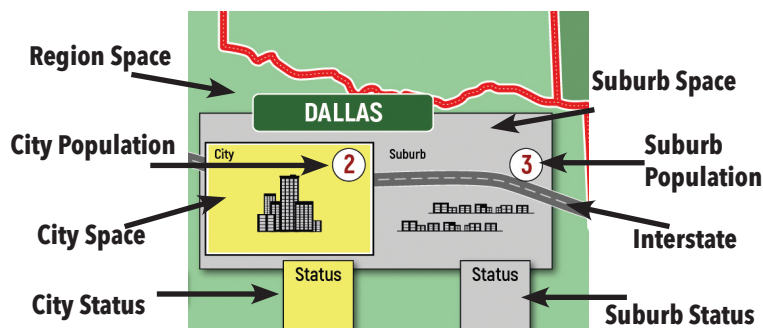 Region Space
Suburb Space
DALLAS
City Population
City
2
Suburb
3
Suburb
Population
City Space
Interstate
Status
Status
City Status
Suburb Status